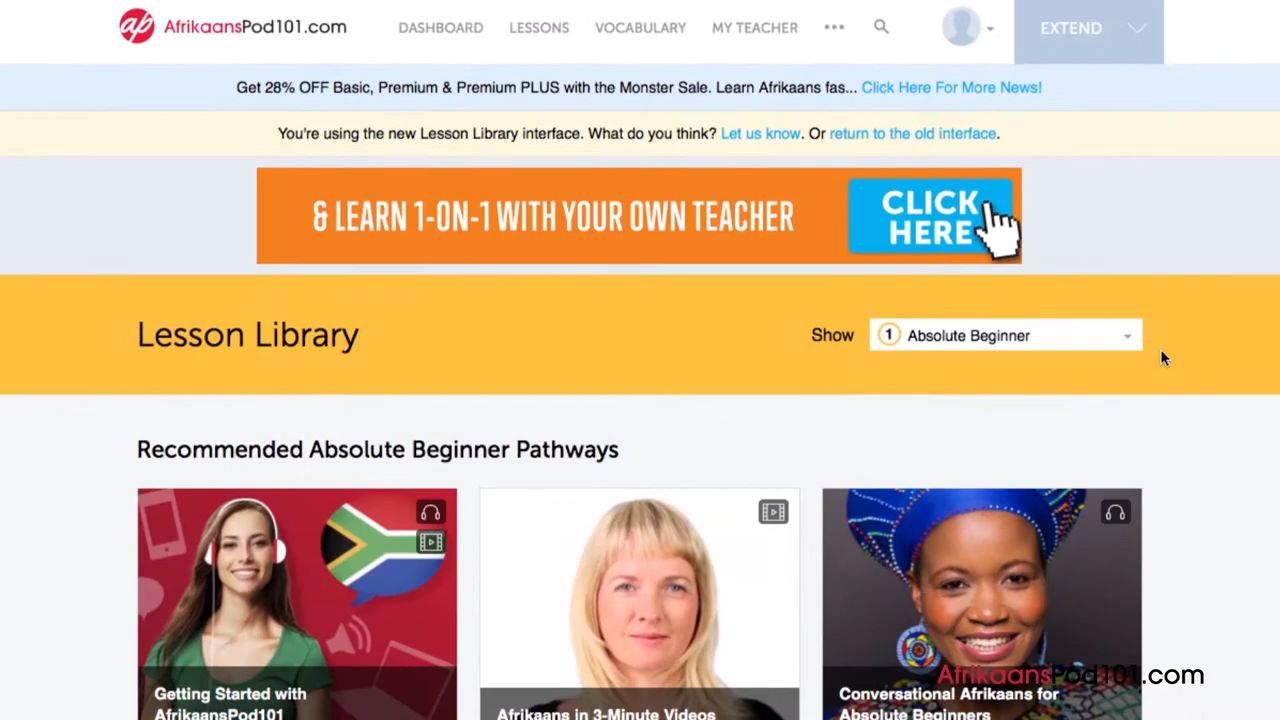 ap AfrikaansPod101.com
DASHBOARD LESSONS VOCABULARY MY TEACHER ••• EXTEND
Get 28% OFF Basic, Premium & Premium PLUS with the Monster Sale. Learn Afrikaans fas... Click Here For More News!
You're using the new Lesson Library interface. What do you think? Let us know. Or return to the old interface.
& LEARN 1-ON-1 WITH YOUR OWN TEACHER
CLICK
HERE
Lesson Library
Show 1 Absolute Beginner
Recommended Absolute Beginner Pathways
Getting Started with
AfrikaansPod101
Afrikaans in 3-Minute Videos
Conversational Afrikaans for
Absolute Beginners
AfrikaansPod101.com